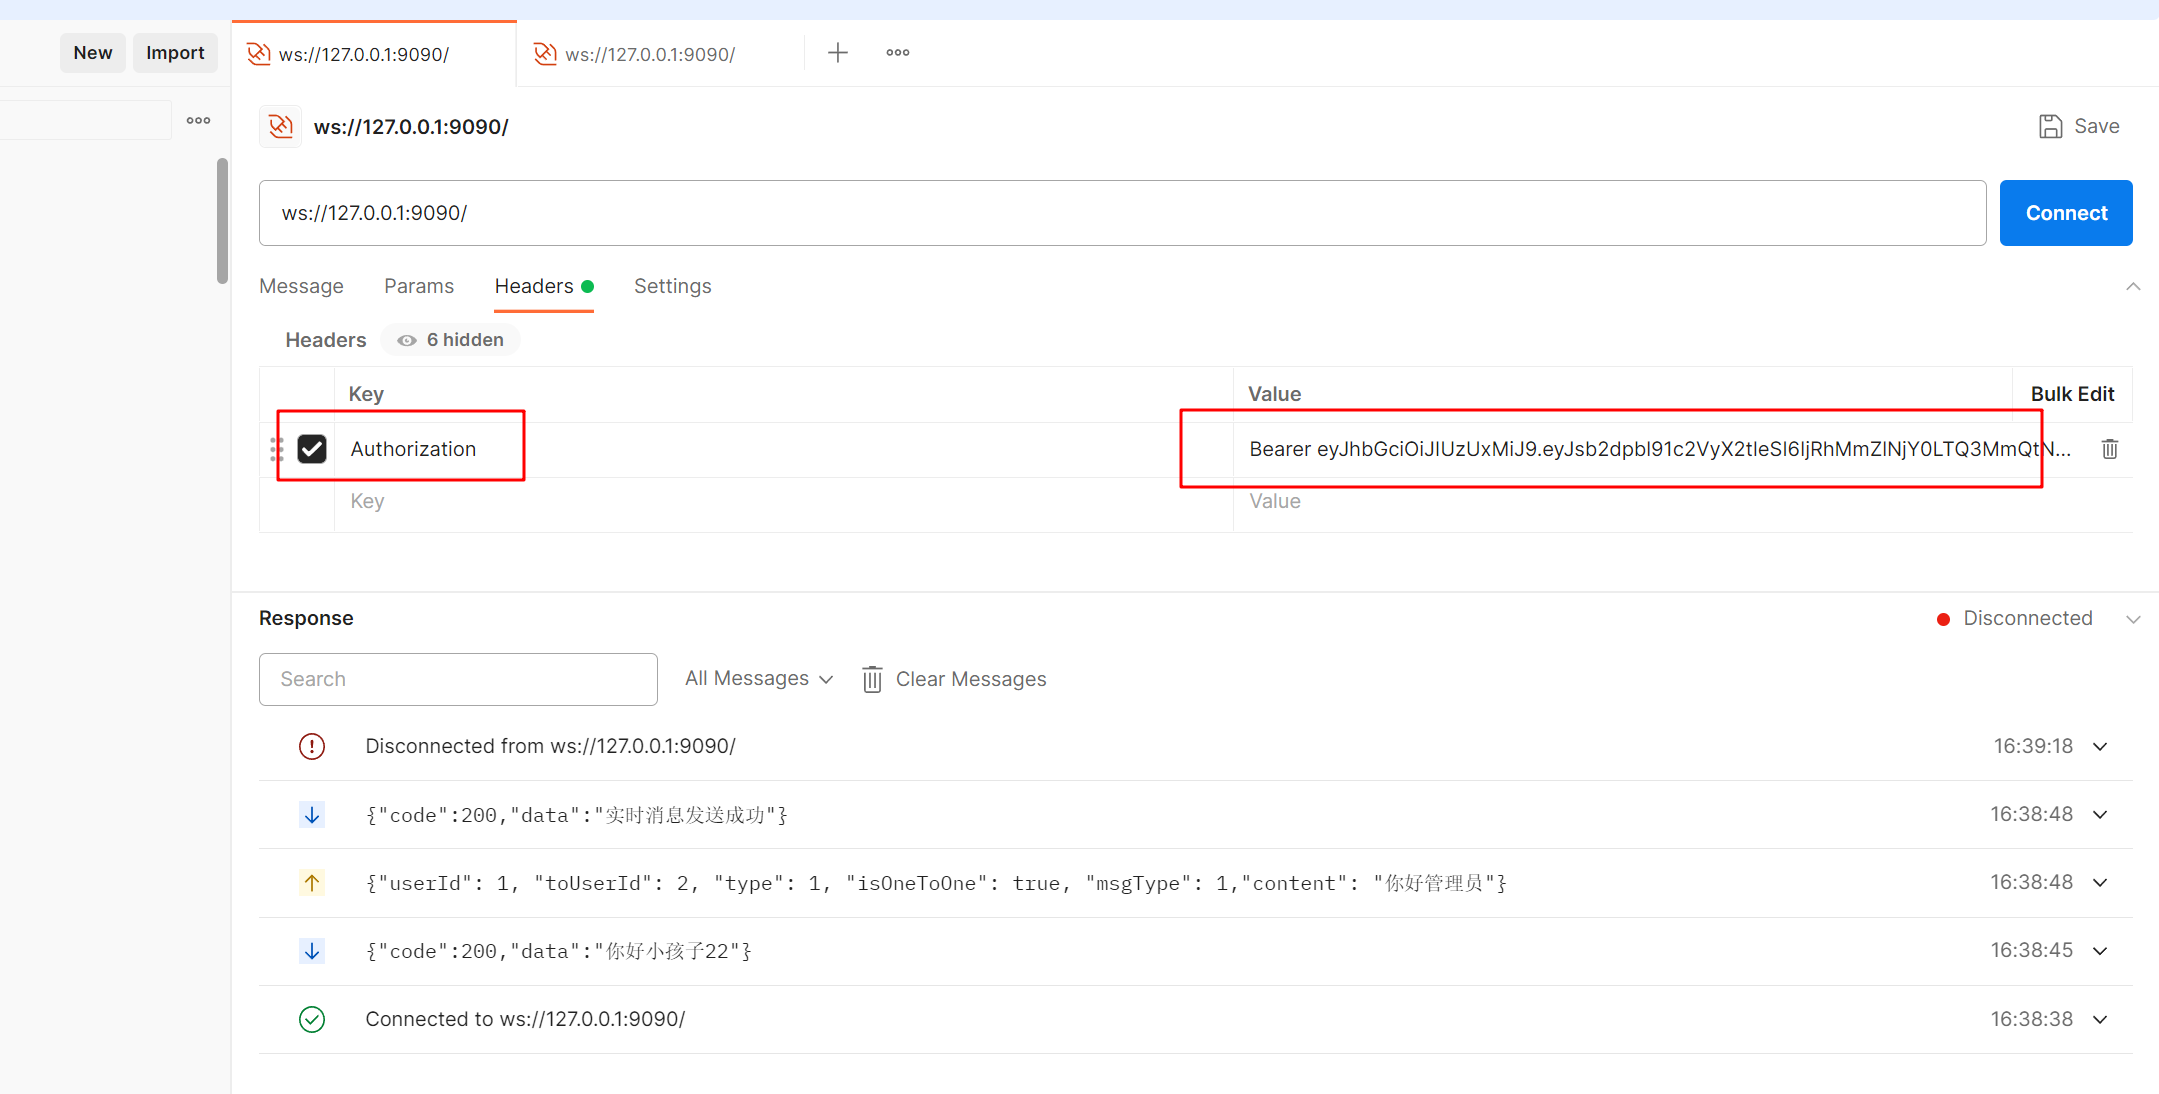 New Import ws://127.0.0.1:9090/ ws://127.0.0.1:9090/
ws://127.0.0.1:9090/ Save
ws://127.0.0.1:9090/ Connect
Message Params Headers Settings
Headers 6 hidden
Key Value Bulk Edit
Authorization Bearer eyJhbGciOiJIUzUxMiJ9.eyJsb2dpbl91c2VyX2tleSI6IjRhMmZlNjY0LTQ3MmQtN...
Key Value
Response Disconnected
Search All Messages Clear Messages
Disconnected from ws://127.0.0.1:9090/ 16:39:18
{"code":200,"data":"实时消息发送成功"} 16:38:48
{"userId": 1, "toUserId": 2, "type": 1, "isOneToOne": true, "msgType": 1,"content": "你好管理员"} 16:38:48
{"code":200,"data":"你好小孩子22"} 16:38:45
Connected to ws://127.0.0.1:9090/ 16:38:38